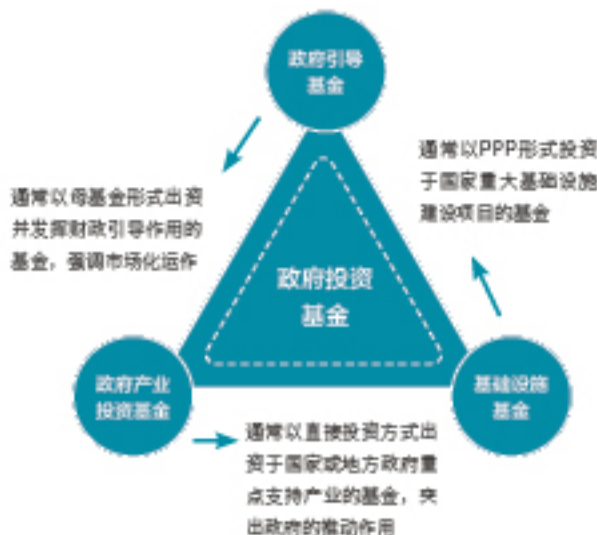 政府引导
基金
通常以母基金形式出资
并发挥财政引导作用的
基金，强调市场化运作
通常以PPP形式投资
于国家重大基础设施
建设项目的基金
政府投资
基金
政府产业
投资基金
通常以直接投资方式出
资于国家或地方政府重
点支持产业的基金，突
出政府的推动作用
基础设施
基金